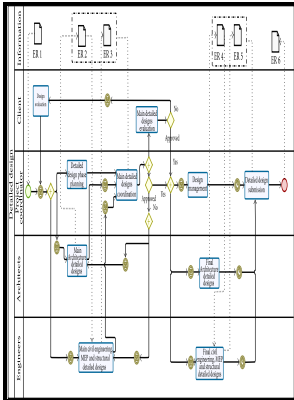 Detailed design
Information
ER 1
ER 2
ER 3
ER 4
ER 5
ER 6
Client
Design
evaluation
Main detailed
designs
evaluation
No
Approved
Project
coordinator
Detailed
design phase
planning
Main detailed
designs
coordination
Approved
No
Yes
Yes
Design
management
Detailed design
submission
Architects
Main
Architecture
detailed
designs
Final
Architecture
detailed
designs
Engineers
Main civil engineering,
MEP and structural
detailed designs
Final civil
engineering, MEP
and structural
detailed designs